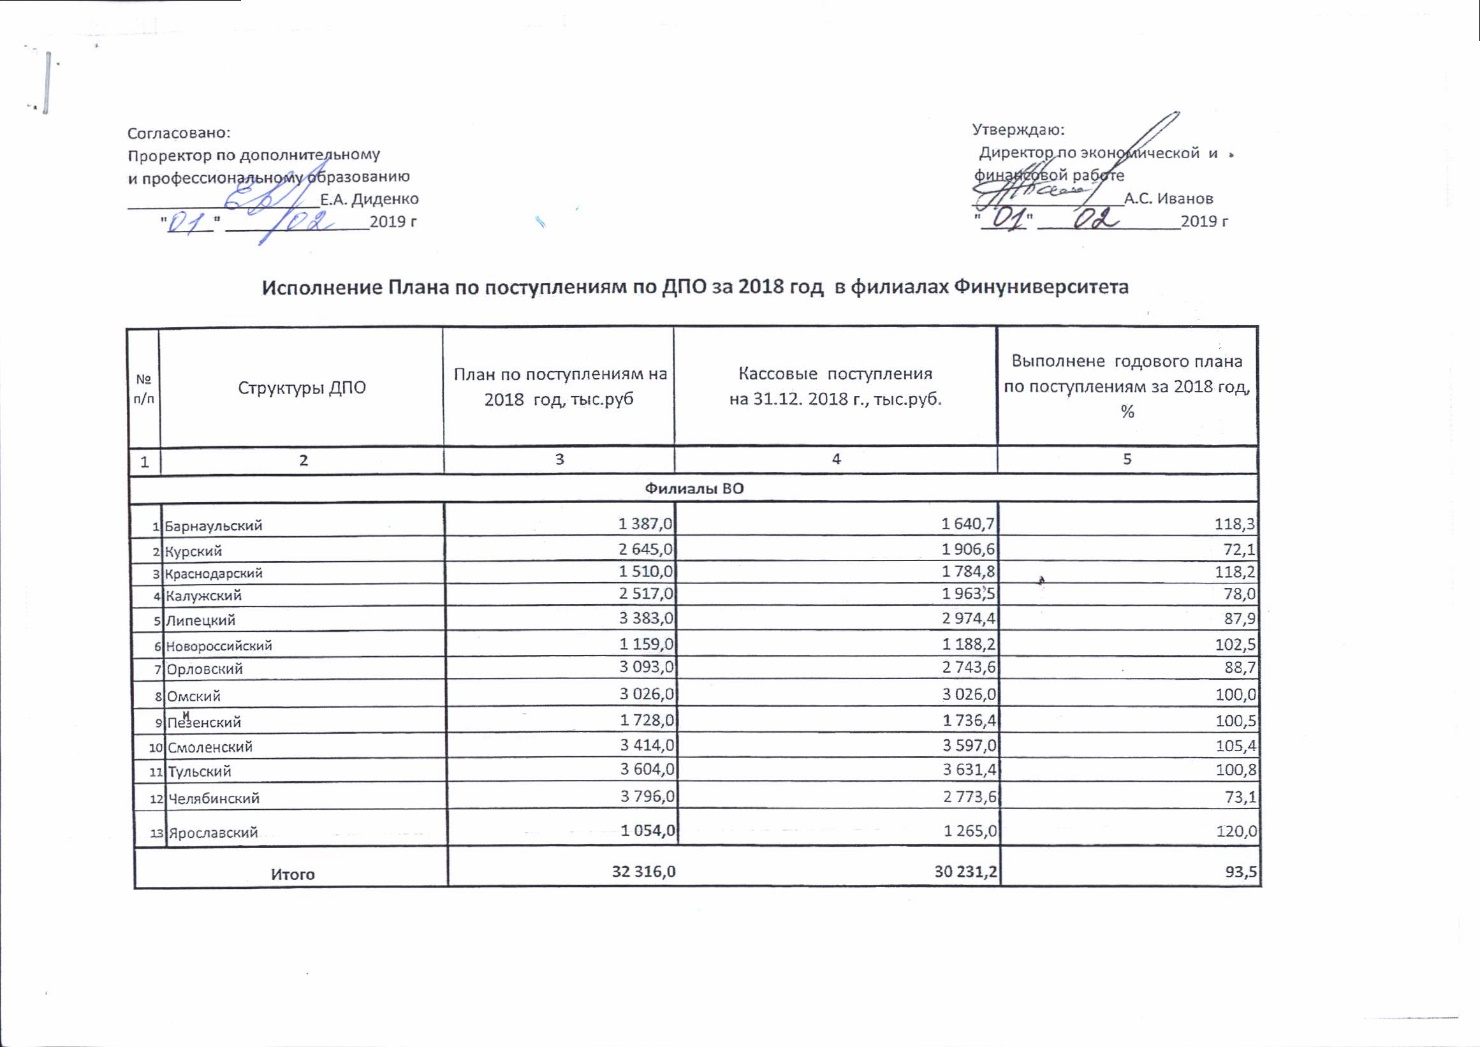 Согласовано:
Проректор по дополнительному
и профессиональному образованию
Е.А. Диденко
"01" 02 2019 г
Утверждаю:
Директор по экономической и
финансовой работе
А.С. Иванов
"01" 02 2019 г
Исполнение Плана по поступлениям по ДПО за 2018 год в филиалах Финуниверситета
№ п/п Структуры ДПО План по поступлениям на 2018 год, тыс.руб Кассовые поступления на 31.12. 2018 г., тыс.руб. Выполнене годового плана по поступлениям за 2018 год, %
1 2 3 4 5
Филиалы ВО
1 Барнаульский 1 387,0 1 640,7 118,3
2 Курский 2 645,0 1 906,6 72,1
3 Краснодарский 1 510,0 1 784,8 118,2
4 Калужский 2 517,0 1 963,5 78,0
5 Липецкий 3 383,0 2 974,4 87,9
6 Новороссийский 1 159,0 1 188,2 102,5
7 Орловский 3 093,0 2 743,6 88,7
8 Омский 3 026,0 3 026,0 100,0
9 Пезенский 1 728,0 1 736,4 100,5
10 Смоленский 3 414,0 3 597,0 105,4
11 Тульский 3 604,0 3 631,4 100,8
12 Челябинский 3 796,0 2 773,6 73,1
13 Ярославский 1 054,0 1 265,0 120,0
Итого 32 316,0 30 231,2 93,5